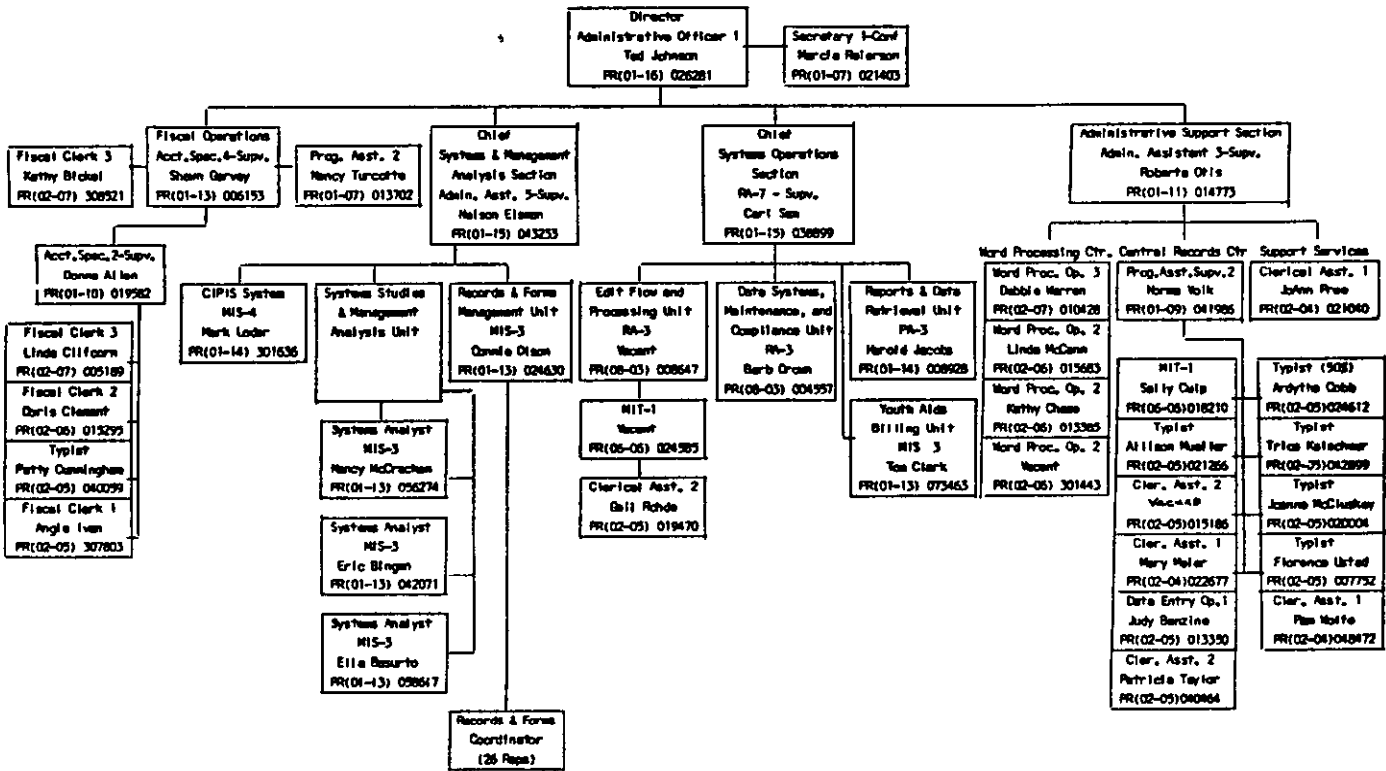 Director
Administrative Officer 1
Ted Johnson
PR(01-16) 026281
Secretary 1-Conf
Marcia
PR(01-07) 021403
Fiscal Clerk 3
Kathy Bickel
PR(02-07) 308521
Fiscal Operations
Acct.Spec.4-Supv.
Shawn Garvey
PR(01-13) 006153
Prog. Asst. 2
Nancy Turcotte
PR(01-07) 013702
Chief
Systems & Management
Analysis Section
Admin. Asst. 5-Supv.
Nelson Eisman
PR(01-15) 043233
Chief
Systems Operations
Section
RA-7 - Supv.
Carl Sam
PR(01-15) 038899
Administrative Support Section
Admin. Assistant 3-Supv.
Roberta Otis
PR(01-11) 014773
Acct.Spec.2-Supv.
Donna Allen
PR(01-10) 019582
Fiscal Clerk 3
Linda Clifcorn
PR(02-07) 005189
Fiscal Clerk 2
Doris Clement
PR(02-06) 015295
Typist
Patty Cunningham
PR(02-05) 040059
Fiscal Clerk 1
Angie Iven
PR(02-05) 307803
CIPIS System
MIS-4
Mark Loder
PR(01-14) 301636
Systems Studies
& Management
Analysis Unit
Records & Forms
Management Unit
MIS-3
Connie Olson
PR(01-13) 024630
Systems Analyst
MIS-3
Nancy McCracken
PR(01-13) 056274
Systems Analyst
MIS-3
Eric Bingen
PR(01-13) 042071
Systems Analyst
MIS-3
Ella Basurto
PR(01-13) 058647
Records & Forms
Coordinator
(26 Reps)
Edit Flow and
Processing Unit
RA-3
Vacent
PR(08-03) 008647
MIT-1
Vacent
PR(06-06) 024585
Clerical Asst. 2
Gail Rohde
PR(02-05) 019470
Data Systems,
Maintenance, and
Compliance Unit
RA-3
Barb Crown
PR(08-03) 004557
Reports & Data
Retrieval Unit
PA-3
Harold Jacobs
PR(01-14) 008928
Youth Aids
Billing Unit
MIS 3
Tom Clark
PR(01-13) 073463
Word Processing Ctr.
Word Proc. Op. 3
Debbie Warren
PR(02-07) 010428
Word Proc. Op. 2
Linda McCann
PR(02-06) 015683
Word Proc. Op. 2
Kathy Chase
PR(02-06) 013385
Word Proc. Op. 2
Vacent
PR(02-06) 301443
Central Records Ctr
Prog.Asst.Supv.2
Norma Volk
PR(01-09) 041986
Support Services
Clerical Asst. 1
JoAnn Pree
PR(02-04) 021040
MIT-1
Sally Culp
PR(06-06)018210
Typist
Allison Mueller
PR(02-05)021266
Cler. Asst. 2
PR(02-05)015186
Cler. Asst. 1
Mary Meier
PR(02-04)022677
Data Entry Op.1
Judy Benzine
PR(02-05) 013350
Cler. Asst. 2
Patricia Taylor
PR(02-05)040464
Typist (50%)
Ardythe Cobb
PR(02-05)024612
Typist
PR(02-35)042899
Typist
Joanne McCluskey
PR(02-05)020004
Typist
Florence Usted
PR(02-05) 007752
Cler. Asst. 1
Pam Wolfe
PR(02-04)048472